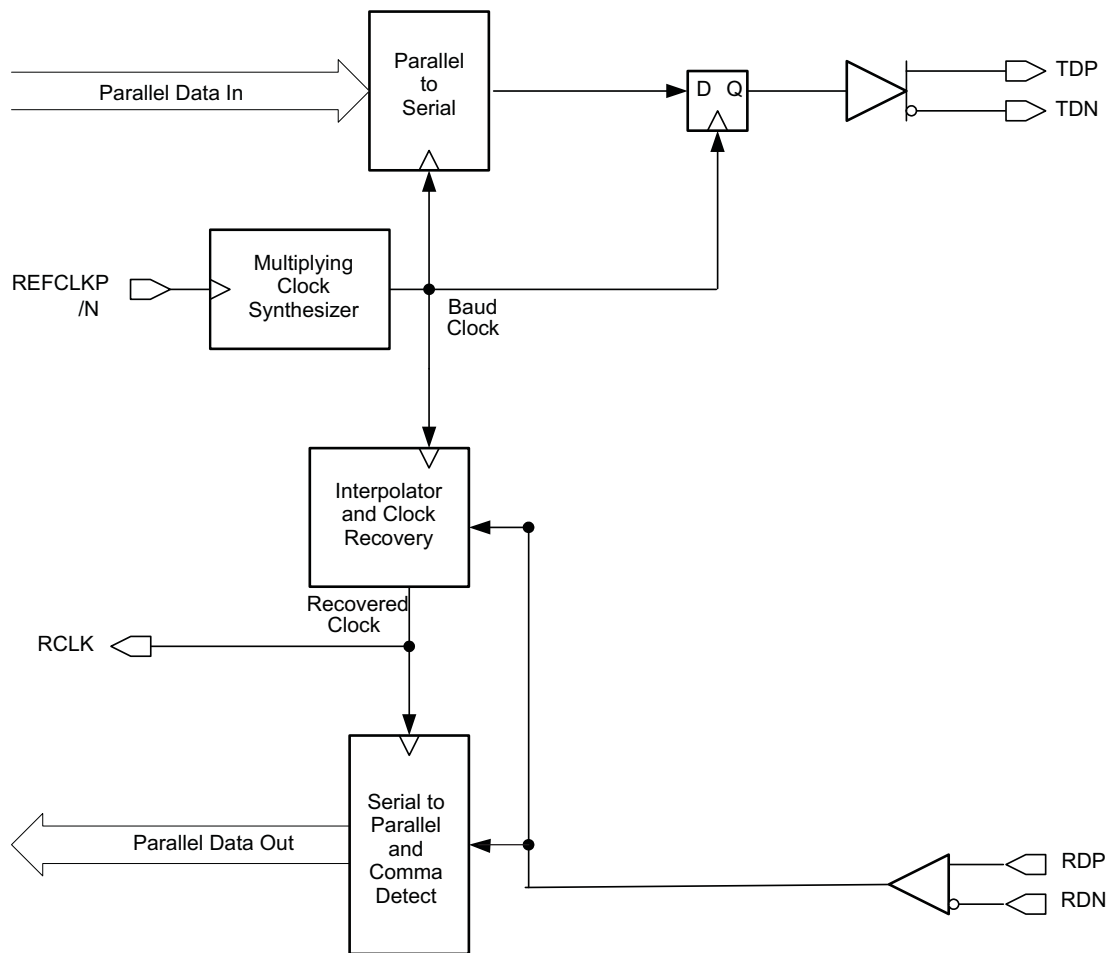 Parallel
to
Serial
Parallel Data In
D Q
TDP
TDN
REFCLKP
/N
Multiplying
Clock
Synthesizer
Baud
Clock
Interpolator
and Clock
Recovery
Recovered
Clock
RCLK
Serial to
Parallel
and
Comma
Detect
Parallel Data Out
RDP
RDN